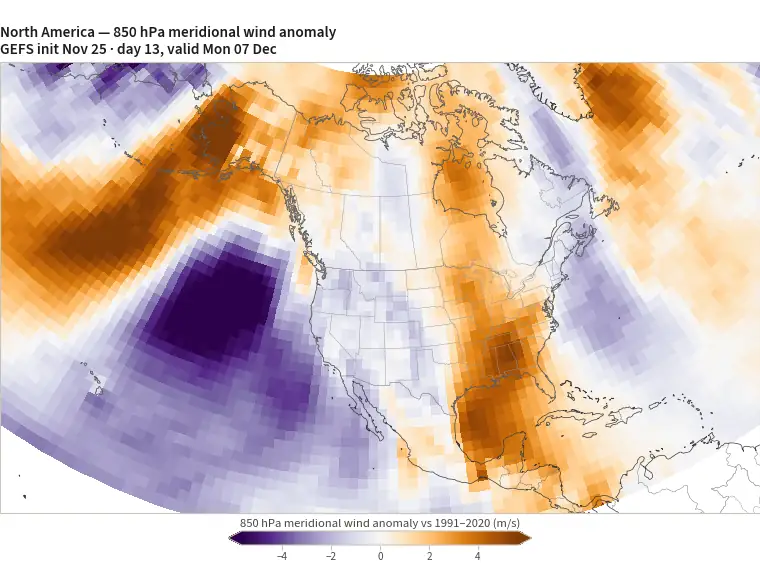 North America — 850 hPa meridional wind anomaly
GEFS init Nov 25 · day 13, valid Mon 07 Dec
850 hPa meridional wind anomaly vs 1991–2020 (m/s)
−4 −2 0 2 4